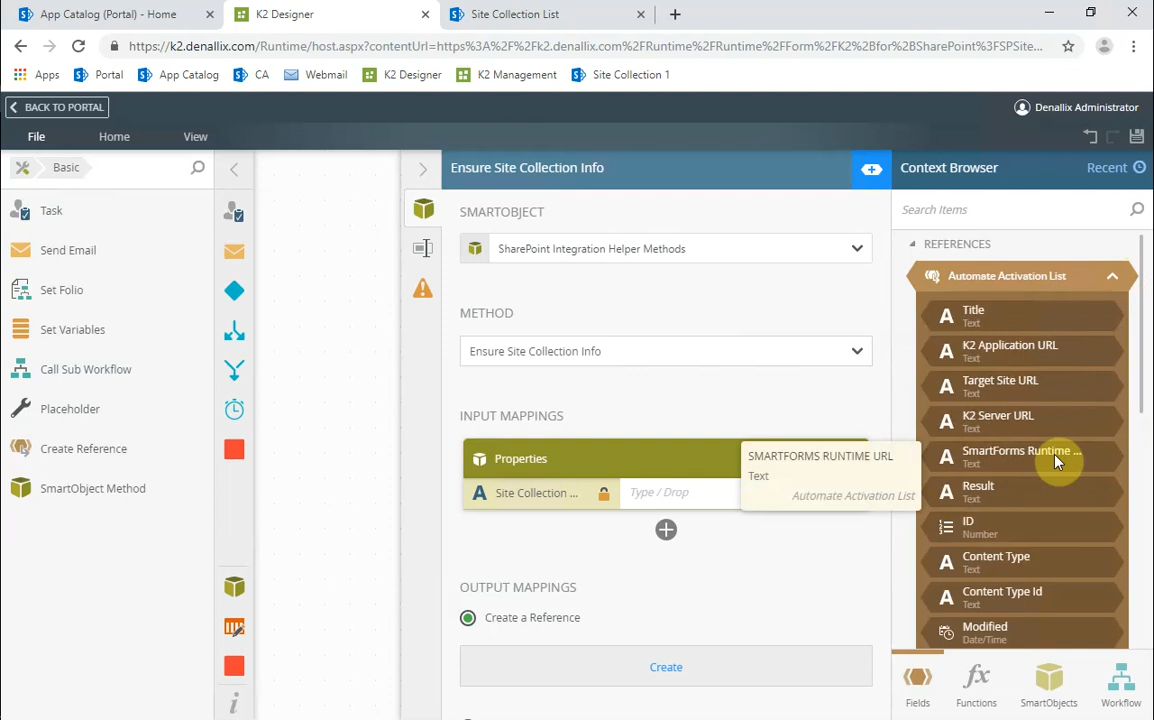 App Catalog (Portal) - Home
K2 Designer
Site Collection List
https://k2.denallix.com/Runtime/host.aspx?contentUrl=https%3A%2F%2Fk2.denallix.com%2FRuntime%2FRuntime%2FForm%2FK2%2Bfor%2BSharePoint%3FSPSite...
Apps
Portal
App Catalog
CA
Webmail
K2 Designer
K2 Management
Site Collection 1
BACK TO PORTAL
Denallix Administrator
File
Home
View
Basic
Ensure Site Collection Info
Context Browser
Recent
Task
Send Email
Set Folio
Set Variables
Call Sub Workflow
Placeholder
Create Reference
SmartObject Method
SMARTOBJECT
SharePoint Integration Helper Methods
METHOD
Ensure Site Collection Info
INPUT MAPPINGS
Properties
Site Collection ...
Type / Drop
SMARTFORMS RUNTIME URL
Text
Automate Activation List
OUTPUT MAPPINGS
Create a Reference
Create
Search Items
REFERENCES
Automate Activation List
Title
Text
K2 Application URL
Text
Target Site URL
Text
K2 Server URL
Text
SmartForms Runtime ...
Text
Result
Text
ID
Number
Content Type
Text
Content Type Id
Text
Modified
Date/Time
Fields
Functions
SmartObjects
Workflow